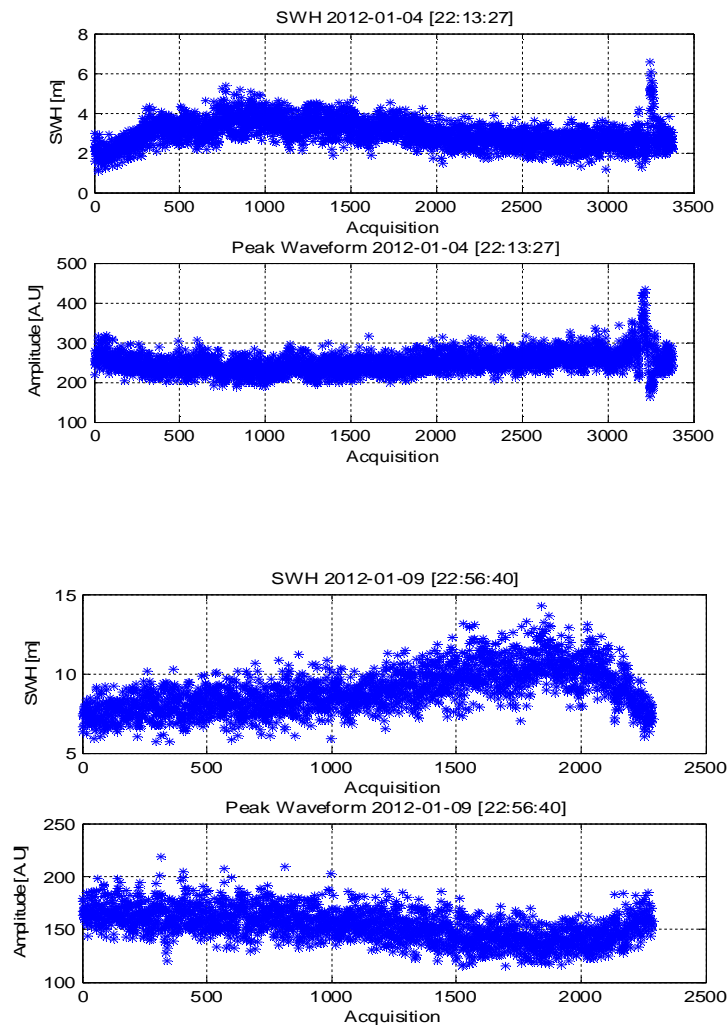 SWH 2012-01-04 [22:13:27]
8
6
4
2
0
SWH [m]
0 500 1000 1500 2000 2500 3000 3500
Acquisition
Peak Waveform 2012-01-04 [22:13:27]
500
400
300
200
100
Amplitude [A.U]
0 500 1000 1500 2000 2500 3000 3500
Acquisition
SWH 2012-01-09 [22:56:40]
15
10
5
SWH [m]
0 500 1000 1500 2000 2500
Acquisition
Peak Waveform 2012-01-09 [22:56:40]
250
200
150
100
Amplitude [A.U]
0 500 1000 1500 2000 2500
Acquisition